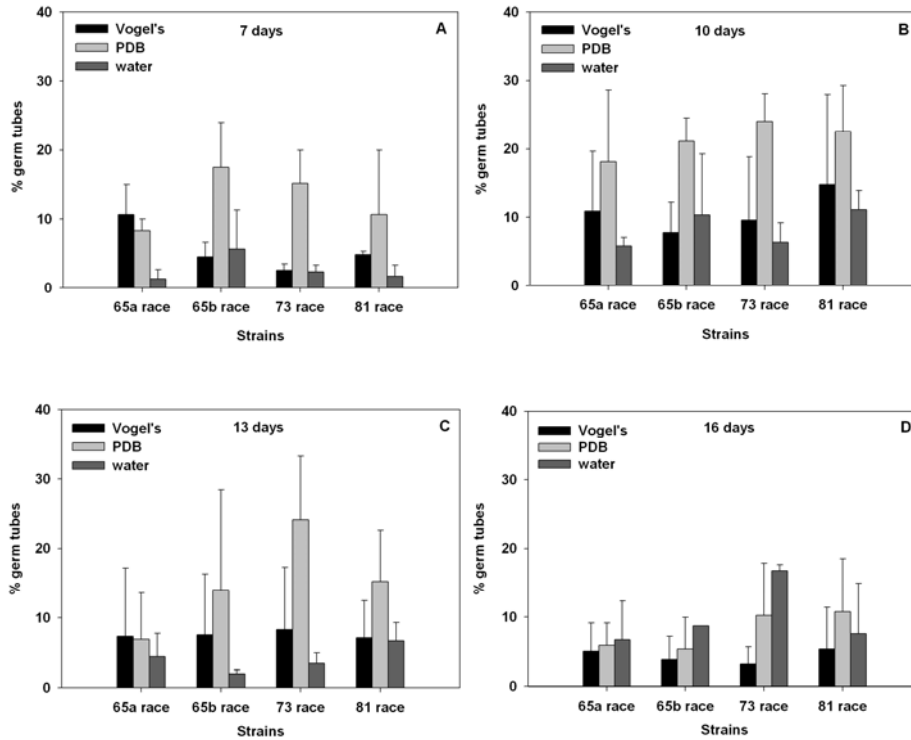 40
30
20
10
0
% germ tubes
Vogel's
PDB
water
7 days
A
65a race 65b race 73 race 81 race
Strains
40
30
20
10
0
% germ tubes
Vogel's
PDB
water
10 days
B
65a race 65b race 73 race 81 race
Strains
40
30
20
10
0
% germ tubes
Vogel's
PDB
water
13 days
C
65a race 65b race 73 race 81 race
Strains
40
30
20
10
0
% germ tubes
Vogel's
PDB
water
16 days
D
65a race 65b race 73 race 81 race
Strains